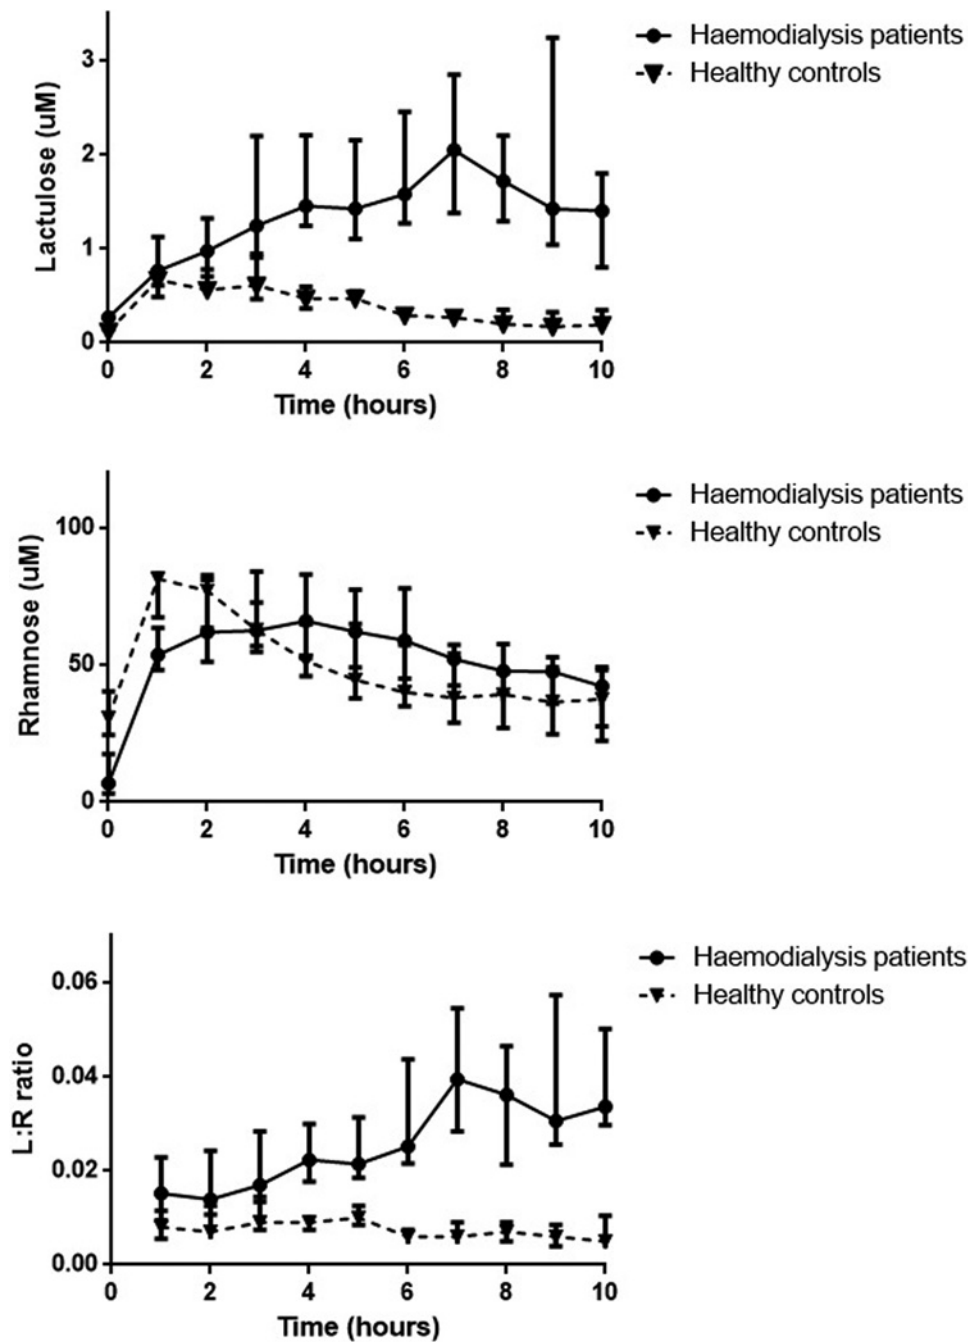 Haemodialysis patients
Healthy controls
Lactulose (uM)
3
2
1
0
0 2 4 6 8 10
Time (hours)
Haemodialysis patients
Healthy controls
Rhamnose (uM)
100
50
0
0 2 4 6 8 10
Time (hours)
Haemodialysis patients
Healthy controls
L:R ratio
0.06
0.04
0.02
0.00
0 2 4 6 8 10
Time (hours)